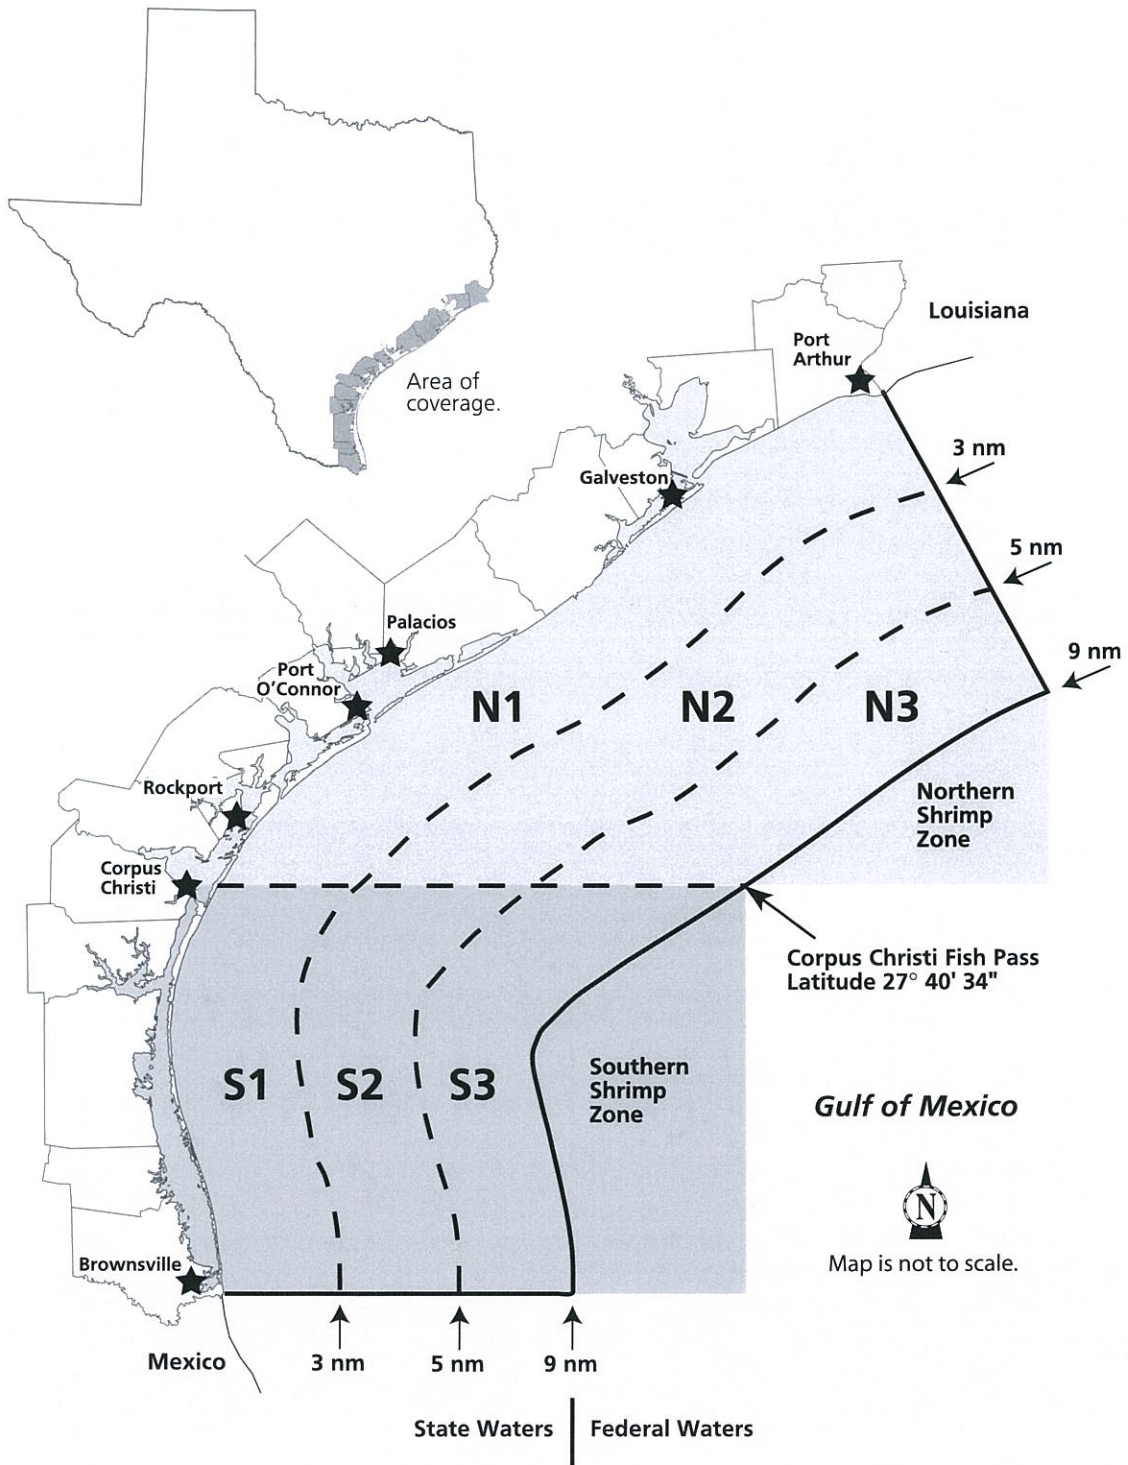 Area of
coverage.
Louisiana
Port
Arthur
3 nm
Galveston
5 nm
Palacios
9 nm
Port
O'Connor
N1
N2
N3
Rockport
Northern
Shrimp
Zone
Corpus
Christi
Corpus Christi Fish Pass
Latitude 27° 40' 34"
S1
S2
S3
Southern
Shrimp
Zone
Gulf of Mexico
N
Map is not to scale.
Brownsville
Mexico
3 nm
5 nm
9 nm
State Waters
Federal Waters